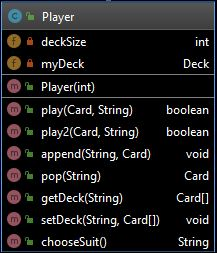 Player
deckSize int
myDeck Deck
Player(int)
play(Card, String) boolean
play2(Card, String) boolean
append(String, Card) void
pop(String) Card
getDeck(String) Card[]
setDeck(String, Card[]) void
chooseSuit() String